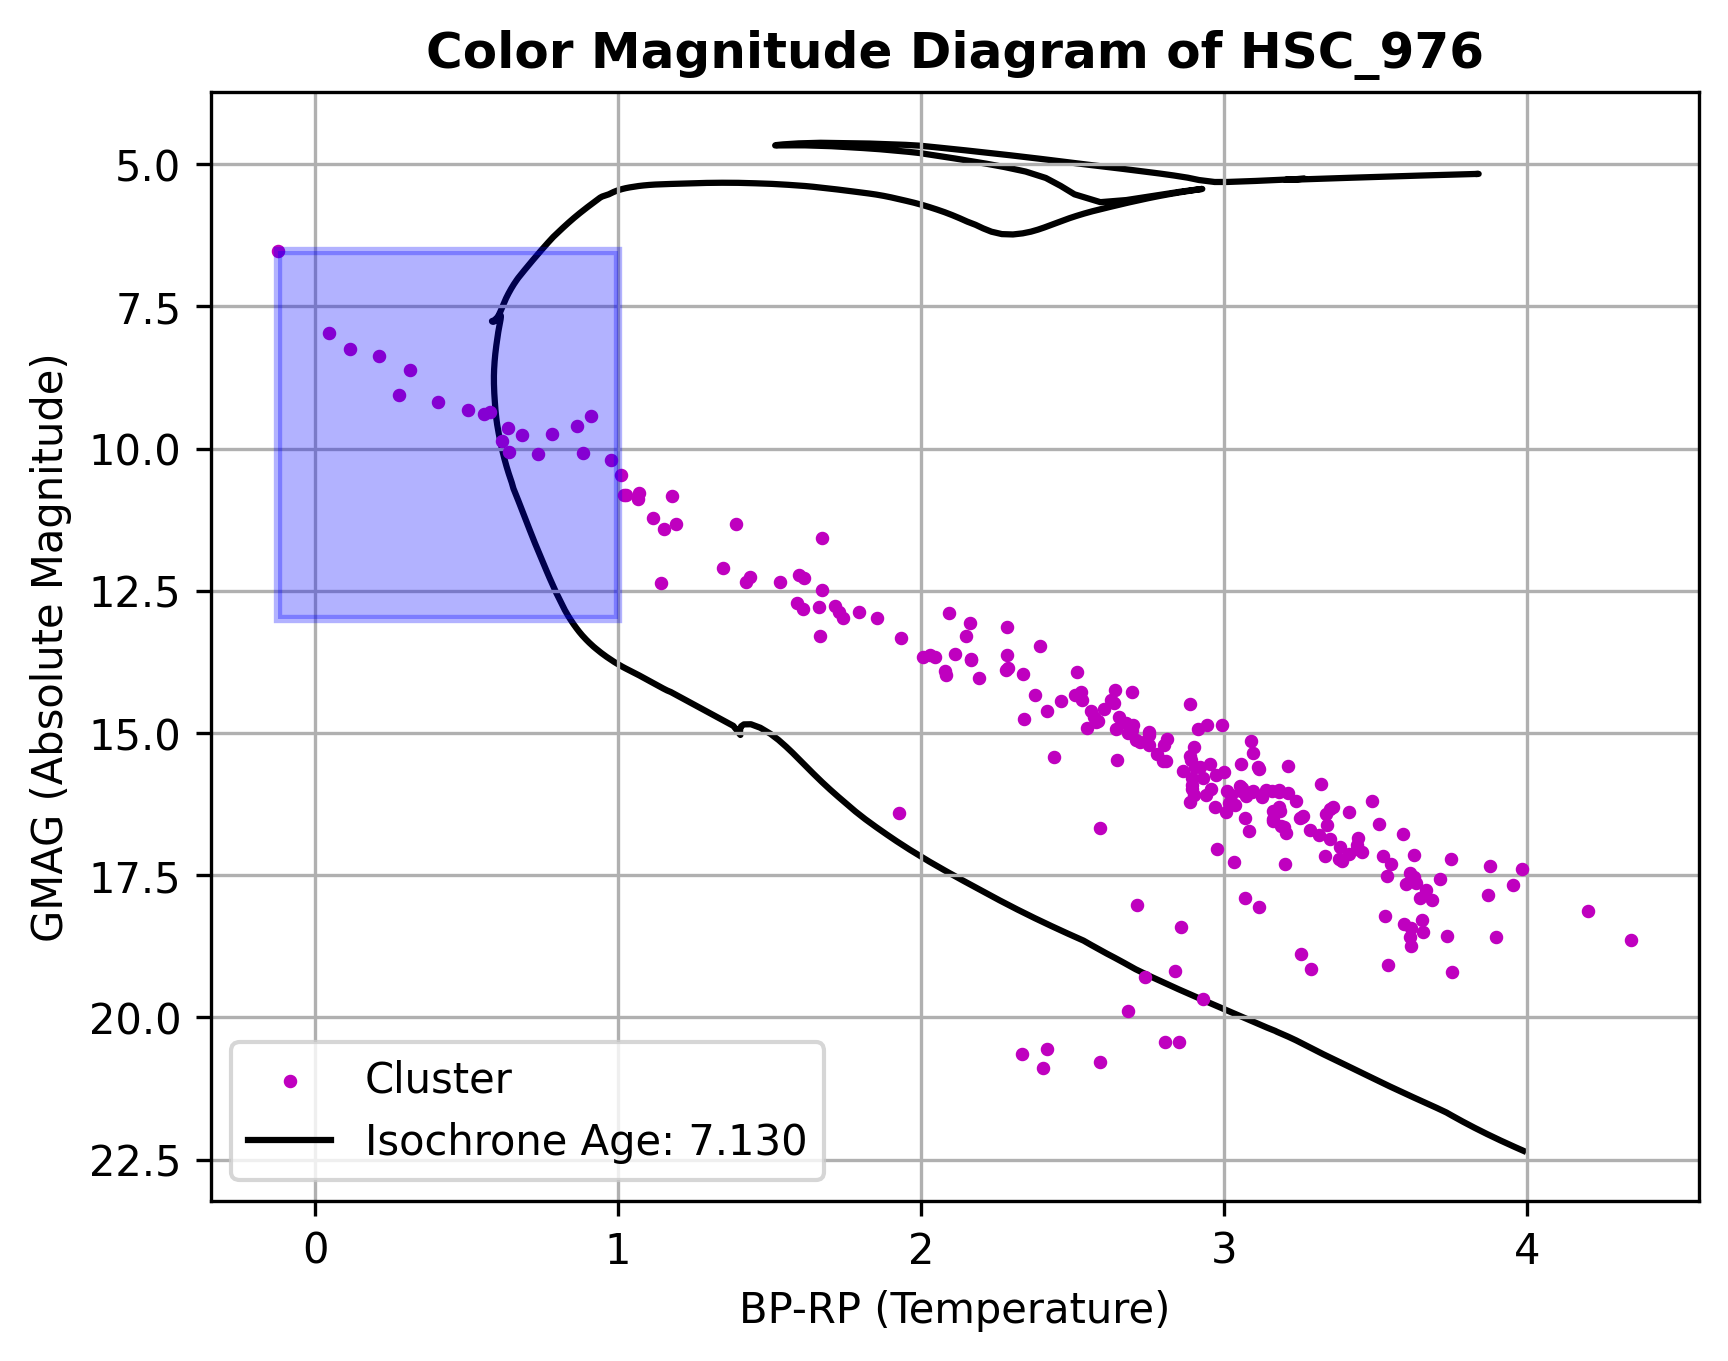 Color Magnitude Diagram of HSC_976
GMAG (Absolute Magnitude)
5.0
7.5
10.0
12.5
15.0
17.5
20.0
22.5
Cluster
Isochrone Age: 7.130
0 1 2 3 4
BP-RP (Temperature)